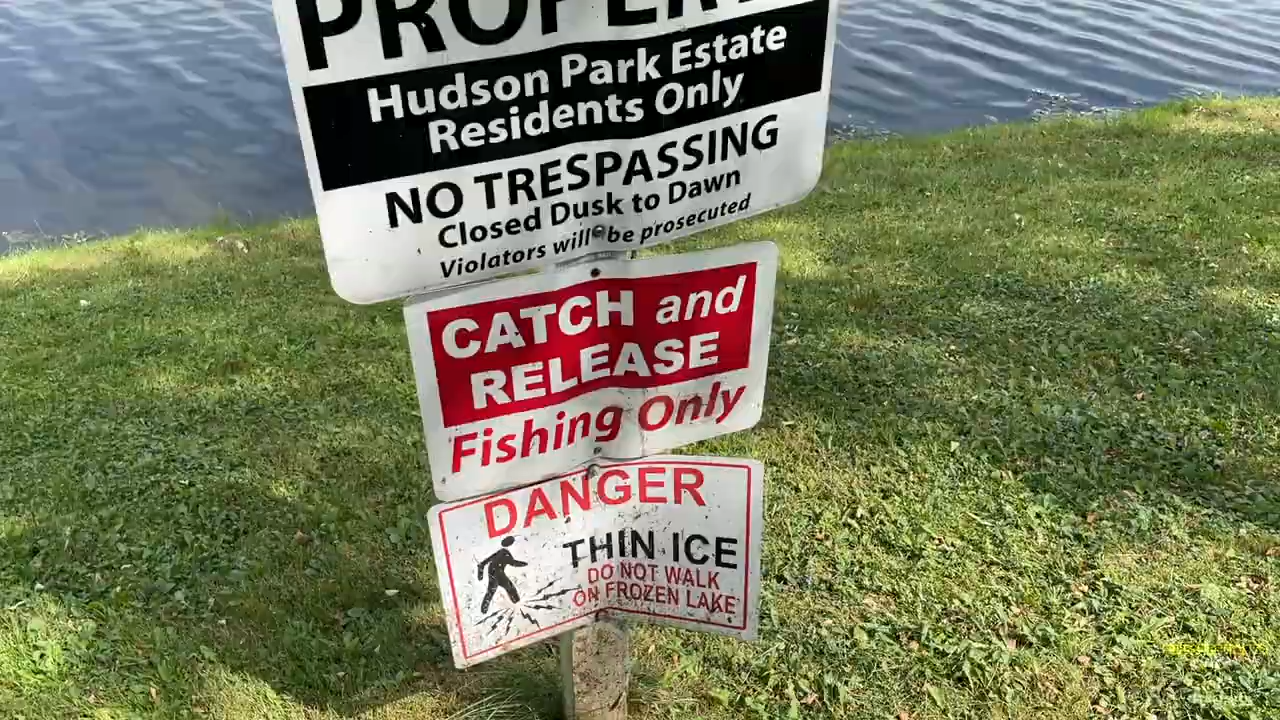 PROPERTY
Hudson Park Estate
Residents Only
NO TRESPASSING
Closed Dusk to Dawn
Violators will be prosecuted
CATCH and
RELEASE
Fishing Only
DANGER
THIN ICE
DO NOT WALK
ON FROZEN LAKE